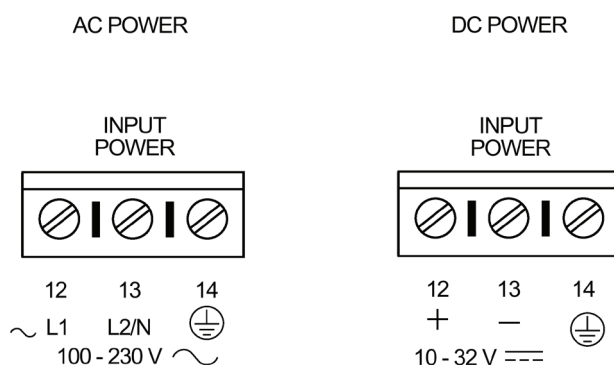 AC POWER
DC POWER
INPUT
POWER
12 13 14
~ L1 L2/N
100 - 230 V ~
INPUT
POWER
12 13 14
+ —
10 - 32 V ⎓